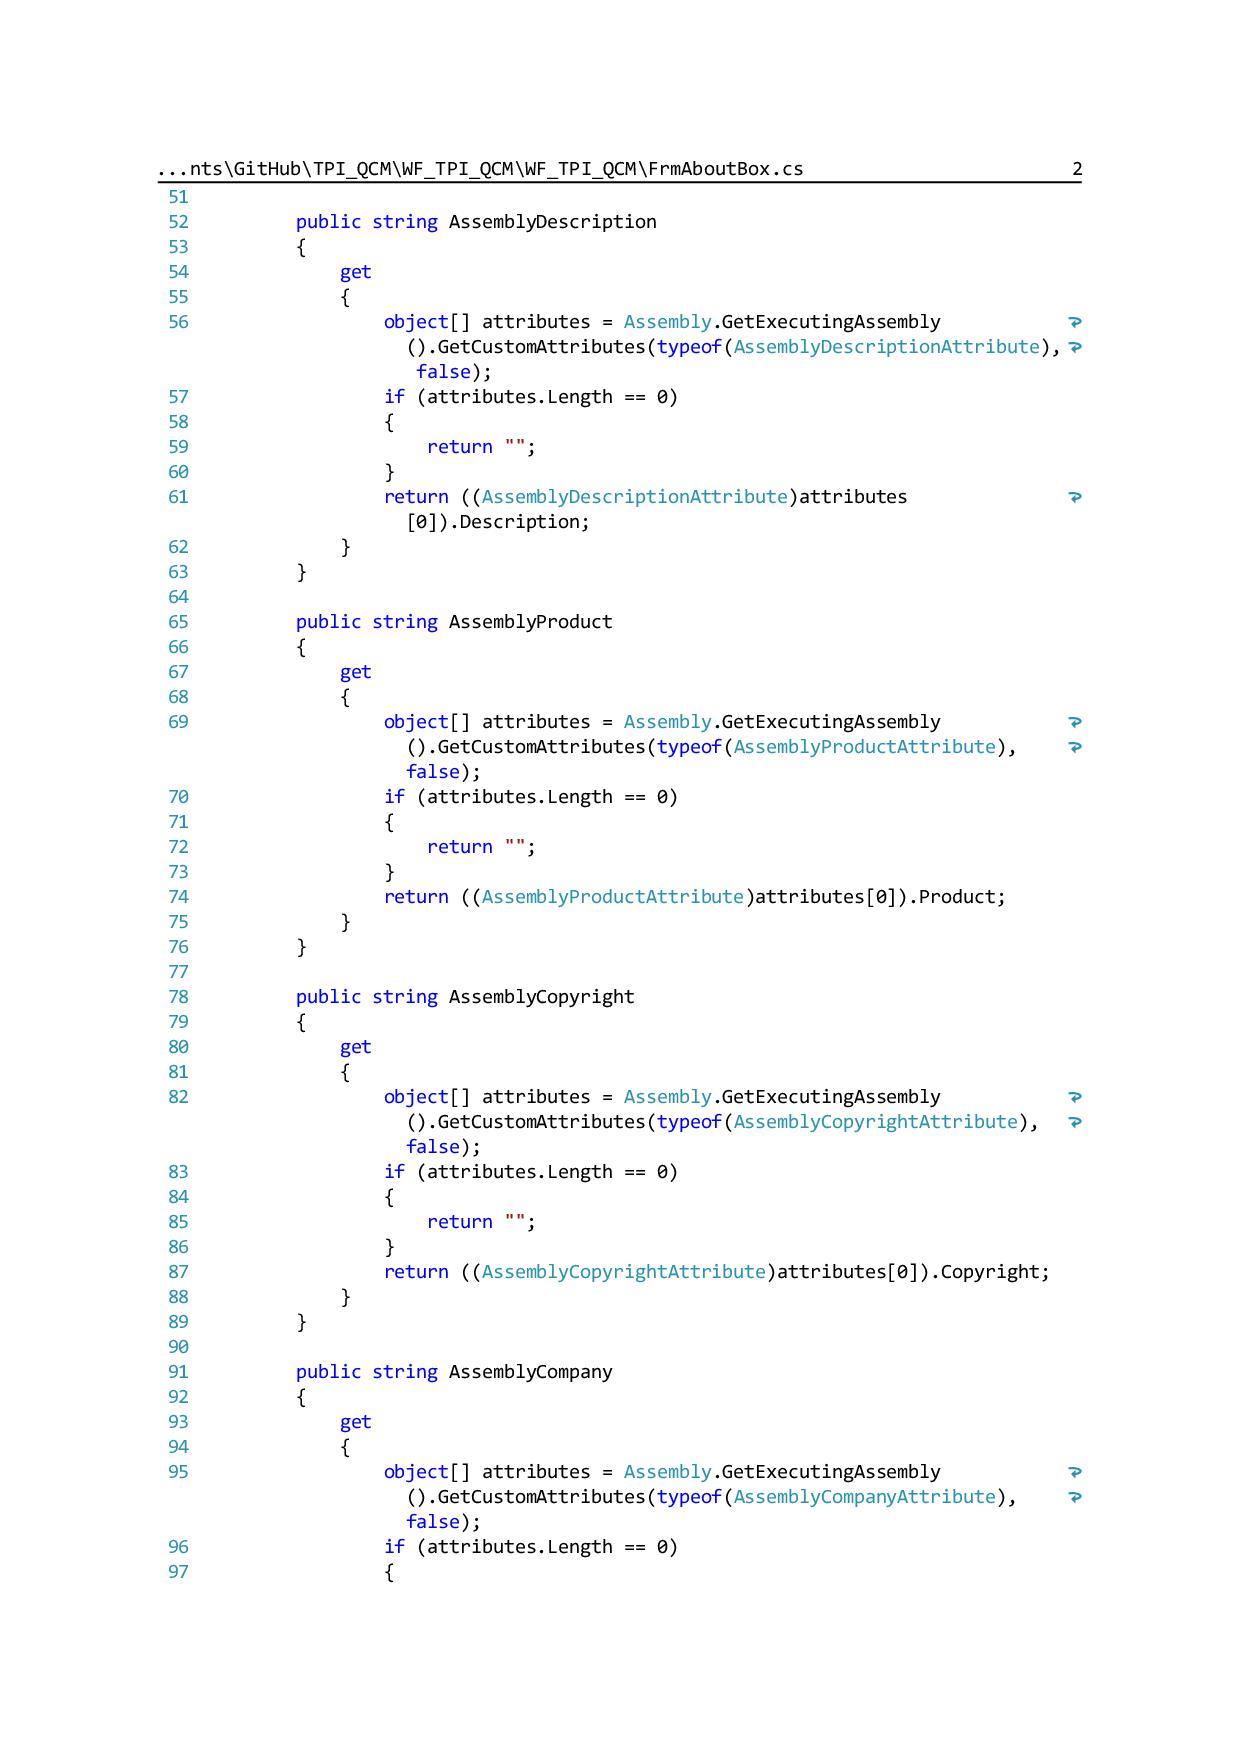 ...nts\GitHub\TPI_QCM\WF_TPI_QCM\WF_TPI_QCM\FrmAboutBox.cs 2
51
52 public string AssemblyDescription
53 {
54 get
55 {
56 object[] attributes = Assembly.GetExecutingAssembly
().GetCustomAttributes(typeof(AssemblyDescriptionAttribute),
false);
57 if (attributes.Length == 0)
58 {
59 return "";
60 }
61 return ((AssemblyDescriptionAttribute)attributes
[0]).Description;
62 }
63 }
64
65 public string AssemblyProduct
66 {
67 get
68 {
69 object[] attributes = Assembly.GetExecutingAssembly
().GetCustomAttributes(typeof(AssemblyProductAttribute),
false);
70 if (attributes.Length == 0)
71 {
72 return "";
73 }
74 return ((AssemblyProductAttribute)attributes[0]).Product;
75 }
76 }
77
78 public string AssemblyCopyright
79 {
80 get
81 {
82 object[] attributes = Assembly.GetExecutingAssembly
().GetCustomAttributes(typeof(AssemblyCopyrightAttribute),
false);
83 if (attributes.Length == 0)
84 {
85 return "";
86 }
87 return ((AssemblyCopyrightAttribute)attributes[0]).Copyright;
88 }
89 }
90
91 public string AssemblyCompany
92 {
93 get
94 {
95 object[] attributes = Assembly.GetExecutingAssembly
().GetCustomAttributes(typeof(AssemblyCompanyAttribute),
false);
96 if (attributes.Length == 0)
97 {